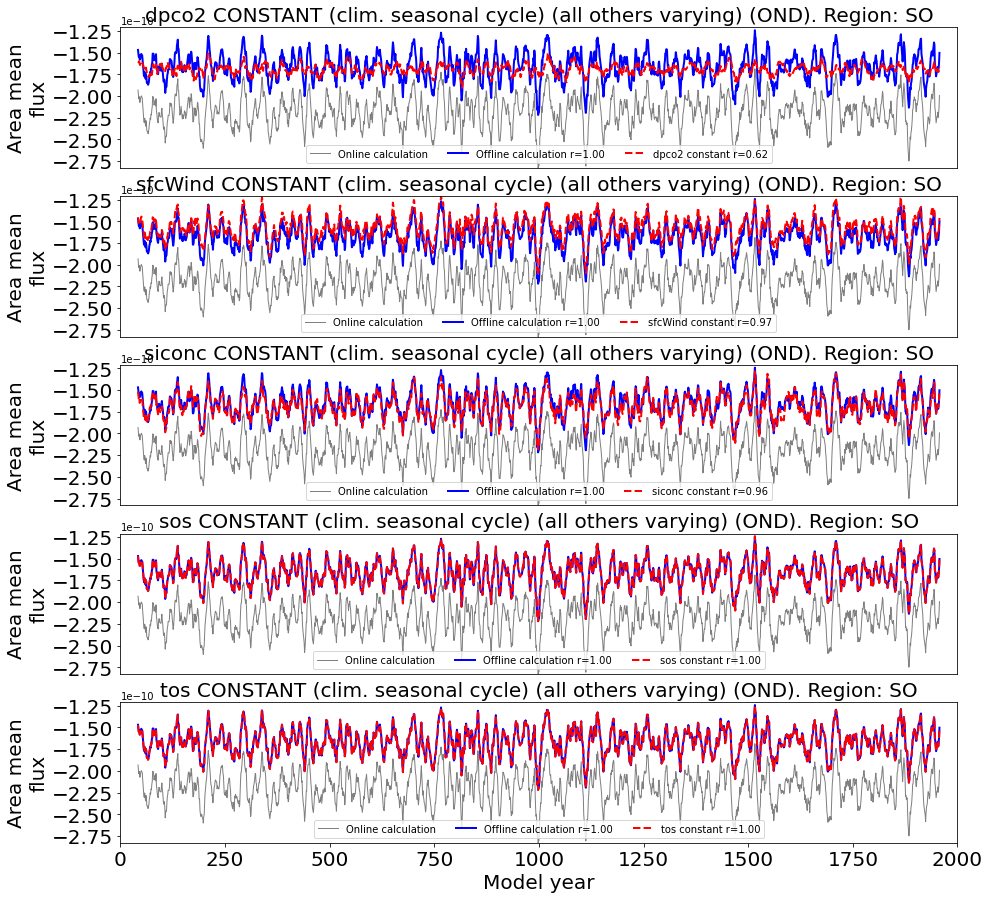 dpco2 CONSTANT (clim. seasonal cycle) (all others varying) (OND). Region: SO
1e−10
−1.25
−1.50
−1.75
−2.00
−2.25
−2.50
−2.75
Area mean
flux
Online calculation Offline calculation r=1.00 dpco2 constant r=0.62
sfcWind CONSTANT (clim. seasonal cycle) (all others varying) (OND). Region: SO
1e−10
−1.25
−1.50
−1.75
−2.00
−2.25
−2.50
−2.75
Area mean
flux
Online calculation Offline calculation r=1.00 sfcWind constant r=0.97
siconc CONSTANT (clim. seasonal cycle) (all others varying) (OND). Region: SO
1e−10
−1.25
−1.50
−1.75
−2.00
−2.25
−2.50
−2.75
Area mean
flux
Online calculation Offline calculation r=1.00 siconc constant r=0.96
sos CONSTANT (clim. seasonal cycle) (all others varying) (OND). Region: SO
1e−10
−1.25
−1.50
−1.75
−2.00
−2.25
−2.50
−2.75
Area mean
flux
Online calculation Offline calculation r=1.00 sos constant r=1.00
tos CONSTANT (clim. seasonal cycle) (all others varying) (OND). Region: SO
1e−10
−1.25
−1.50
−1.75
−2.00
−2.25
−2.50
−2.75
Area mean
flux
Online calculation Offline calculation r=1.00 tos constant r=1.00
0 250 500 750 1000 1250 1500 1750 2000
Model year